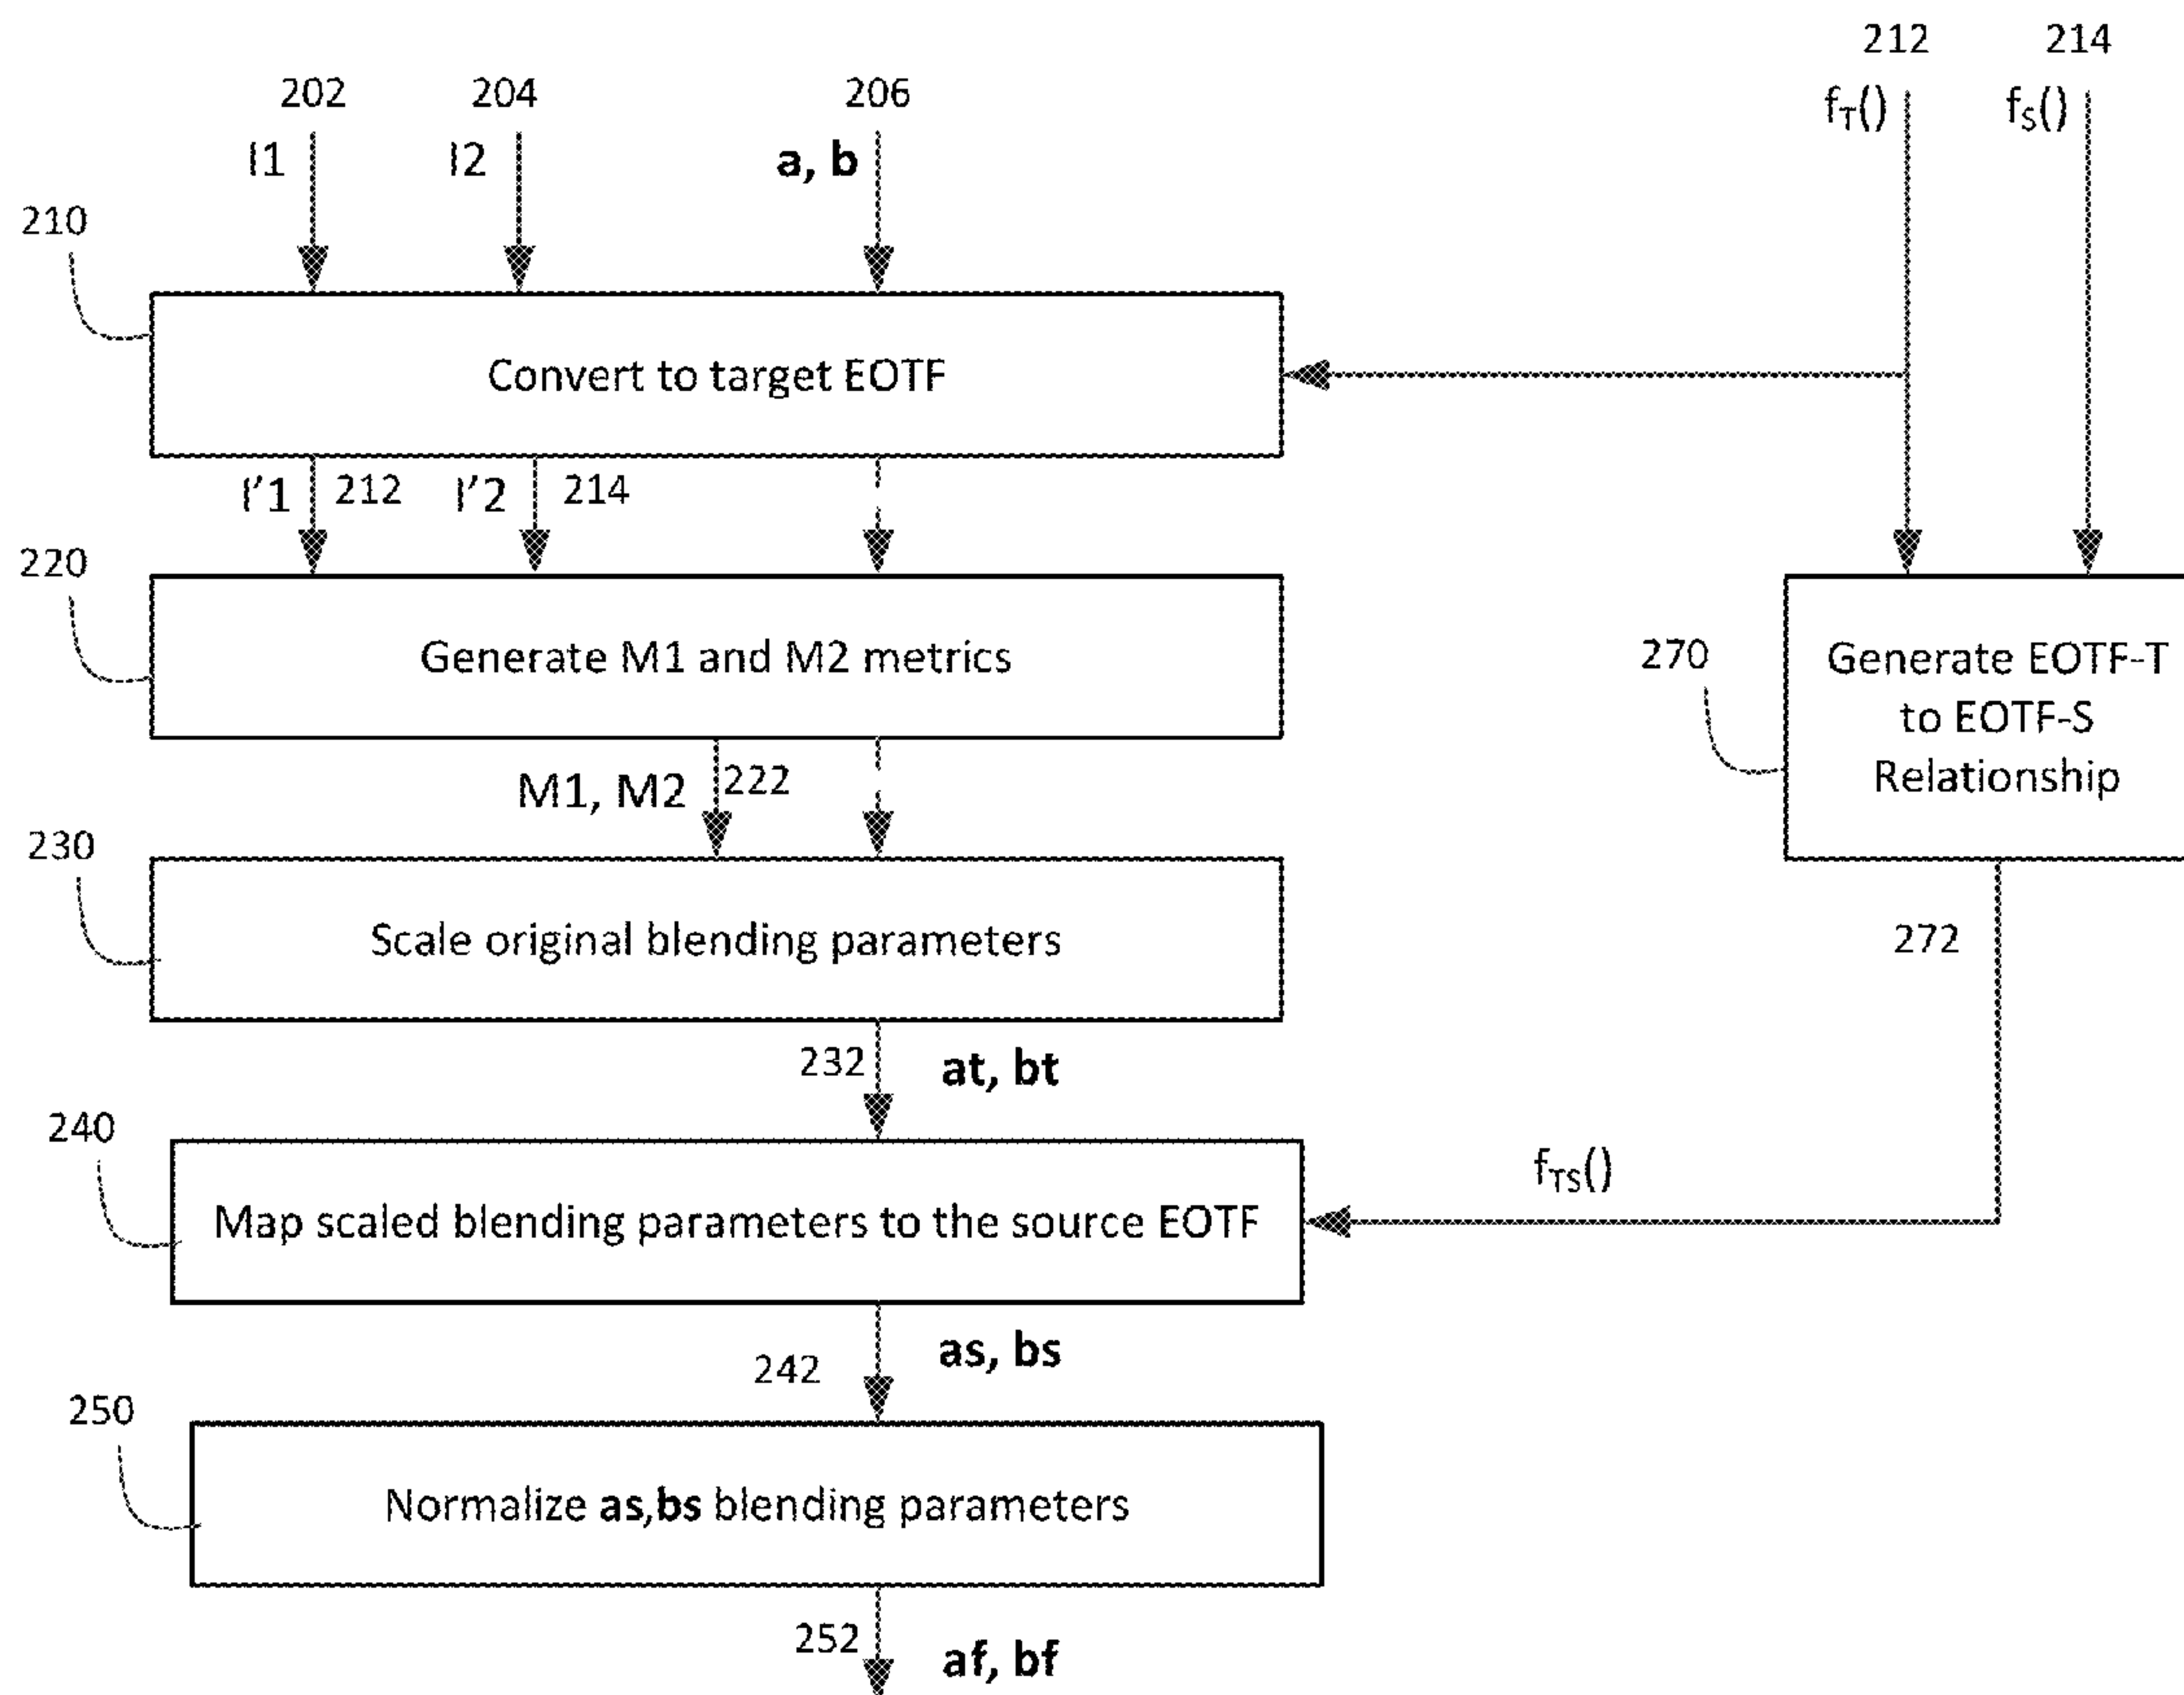 212 214
202 204 206 f_T() f_S()
I1 I2 a, b
210
Convert to target EOTF
I'1 212 I'2 214
220
Generate M1 and M2 metrics
270 Generate EOTF-T
to EOTF-S
Relationship
M1, M2 222
230
Scale original blending parameters
272
232 at, bt
240
f_TS()
Map scaled blending parameters to the source EOTF
as, bs
242
250
Normalize as,bs blending parameters
252 af, bf